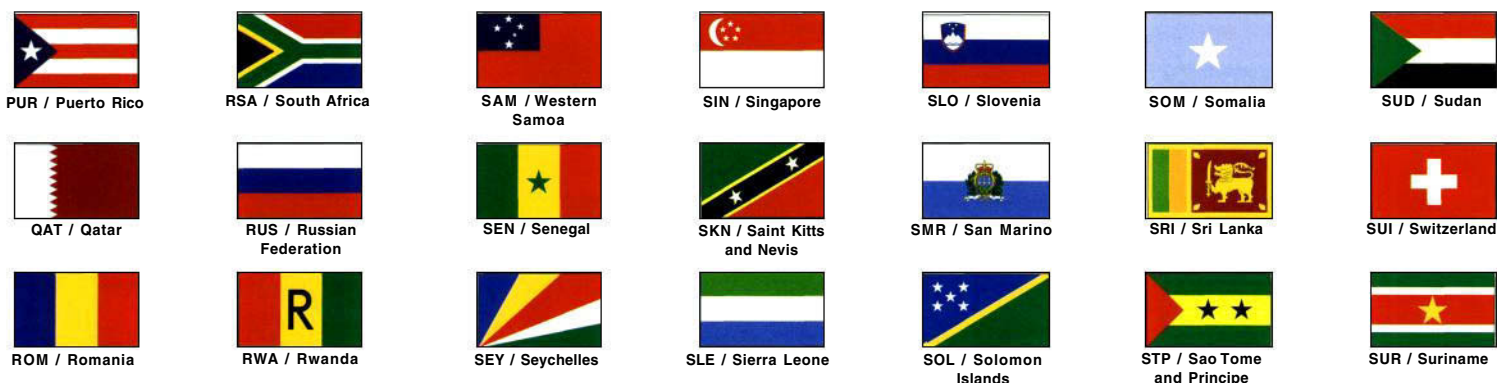 PUR / Puerto Rico
RSA / South Africa
SAM / Western
Samoa
SIN / Singapore
SLO / Slovenia
SOM / Somalia
SUD / Sudan
QAT / Qatar
RUS / Russian
Federation
SEN / Senegal
SKN / Saint Kitts
and Nevis
SMR / San Marino
SRI / Sri Lanka
SUI / Switzerland
ROM / Romania
R
RWA / Rwanda
SEY / Seychelles
SLE / Sierra Leone
SOL / Solomon
Islands
STP / Sao Tome
and Principe
SUR / Suriname